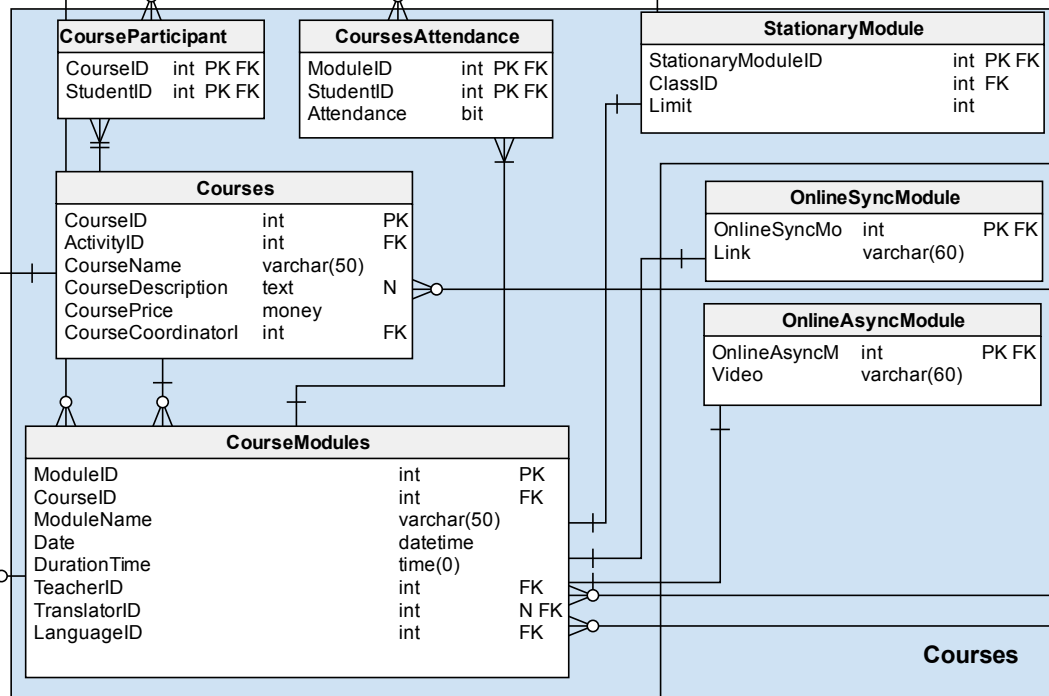 CourseParticipant
CourseID int PK FK
StudentID int PK FK
CoursesAttendance
ModuleID int PK FK
StudentID int PK FK
Attendance bit
StationaryModule
StationaryModuleID int PK FK
ClassID int FK
Limit int
Courses
CourseID int PK
ActivityID int FK
CourseName varchar(50)
CourseDescription text N
CoursePrice money
CourseCoordinatorI int FK
OnlineSyncModule
OnlineSyncMo int PK FK
Link varchar(60)
OnlineAsyncModule
OnlineAsyncM int PK FK
Video varchar(60)
CourseModules
ModuleID int PK
CourseID int FK
ModuleName varchar(50)
Date datetime
DurationTime time(0)
TeacherID int FK
TranslatorID int N FK
LanguageID int FK
Courses